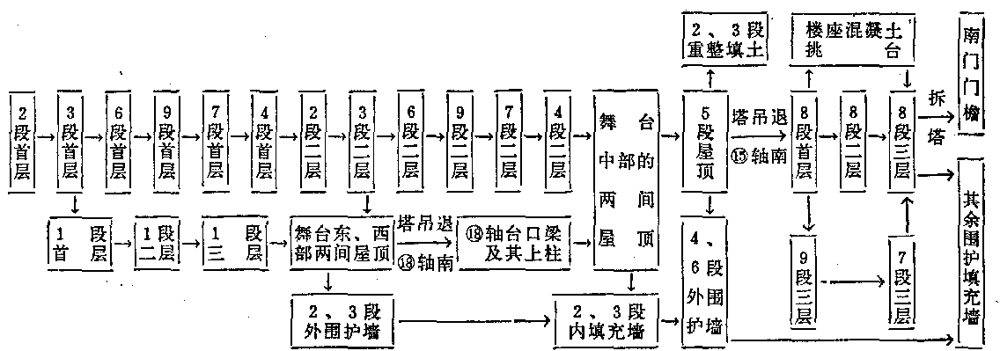 2、3段
重整填土
楼座混凝土
挑台
南门门檐
2段首层
3段首层
6段首层
9段首层
7段首层
4段首层
2段二层
3段二层
6段二层
9段二层
7段二层
4段二层
舞台
中部的
两间
屋顶
5段屋顶
塔吊退
⑮轴南
8段首层
8段二层
8段三层
拆塔
1段
首层
1段
二层
1段
三层
舞台东、西
部两间屋顶
塔吊退
⑱轴南
⑱轴台口梁
及其上柱
4、
6段
外围
护墙
9段三层
7段三层
其余围护填充墙
2、3段
外围护墙
2、3段
内填充墙